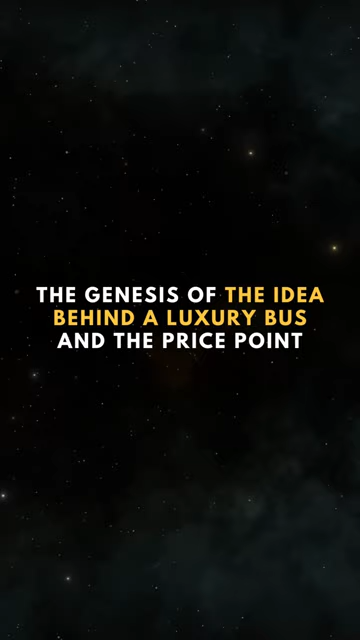 THE GENESIS OF THE IDEA
BEHIND A LUXURY BUS
AND THE PRICE POINT